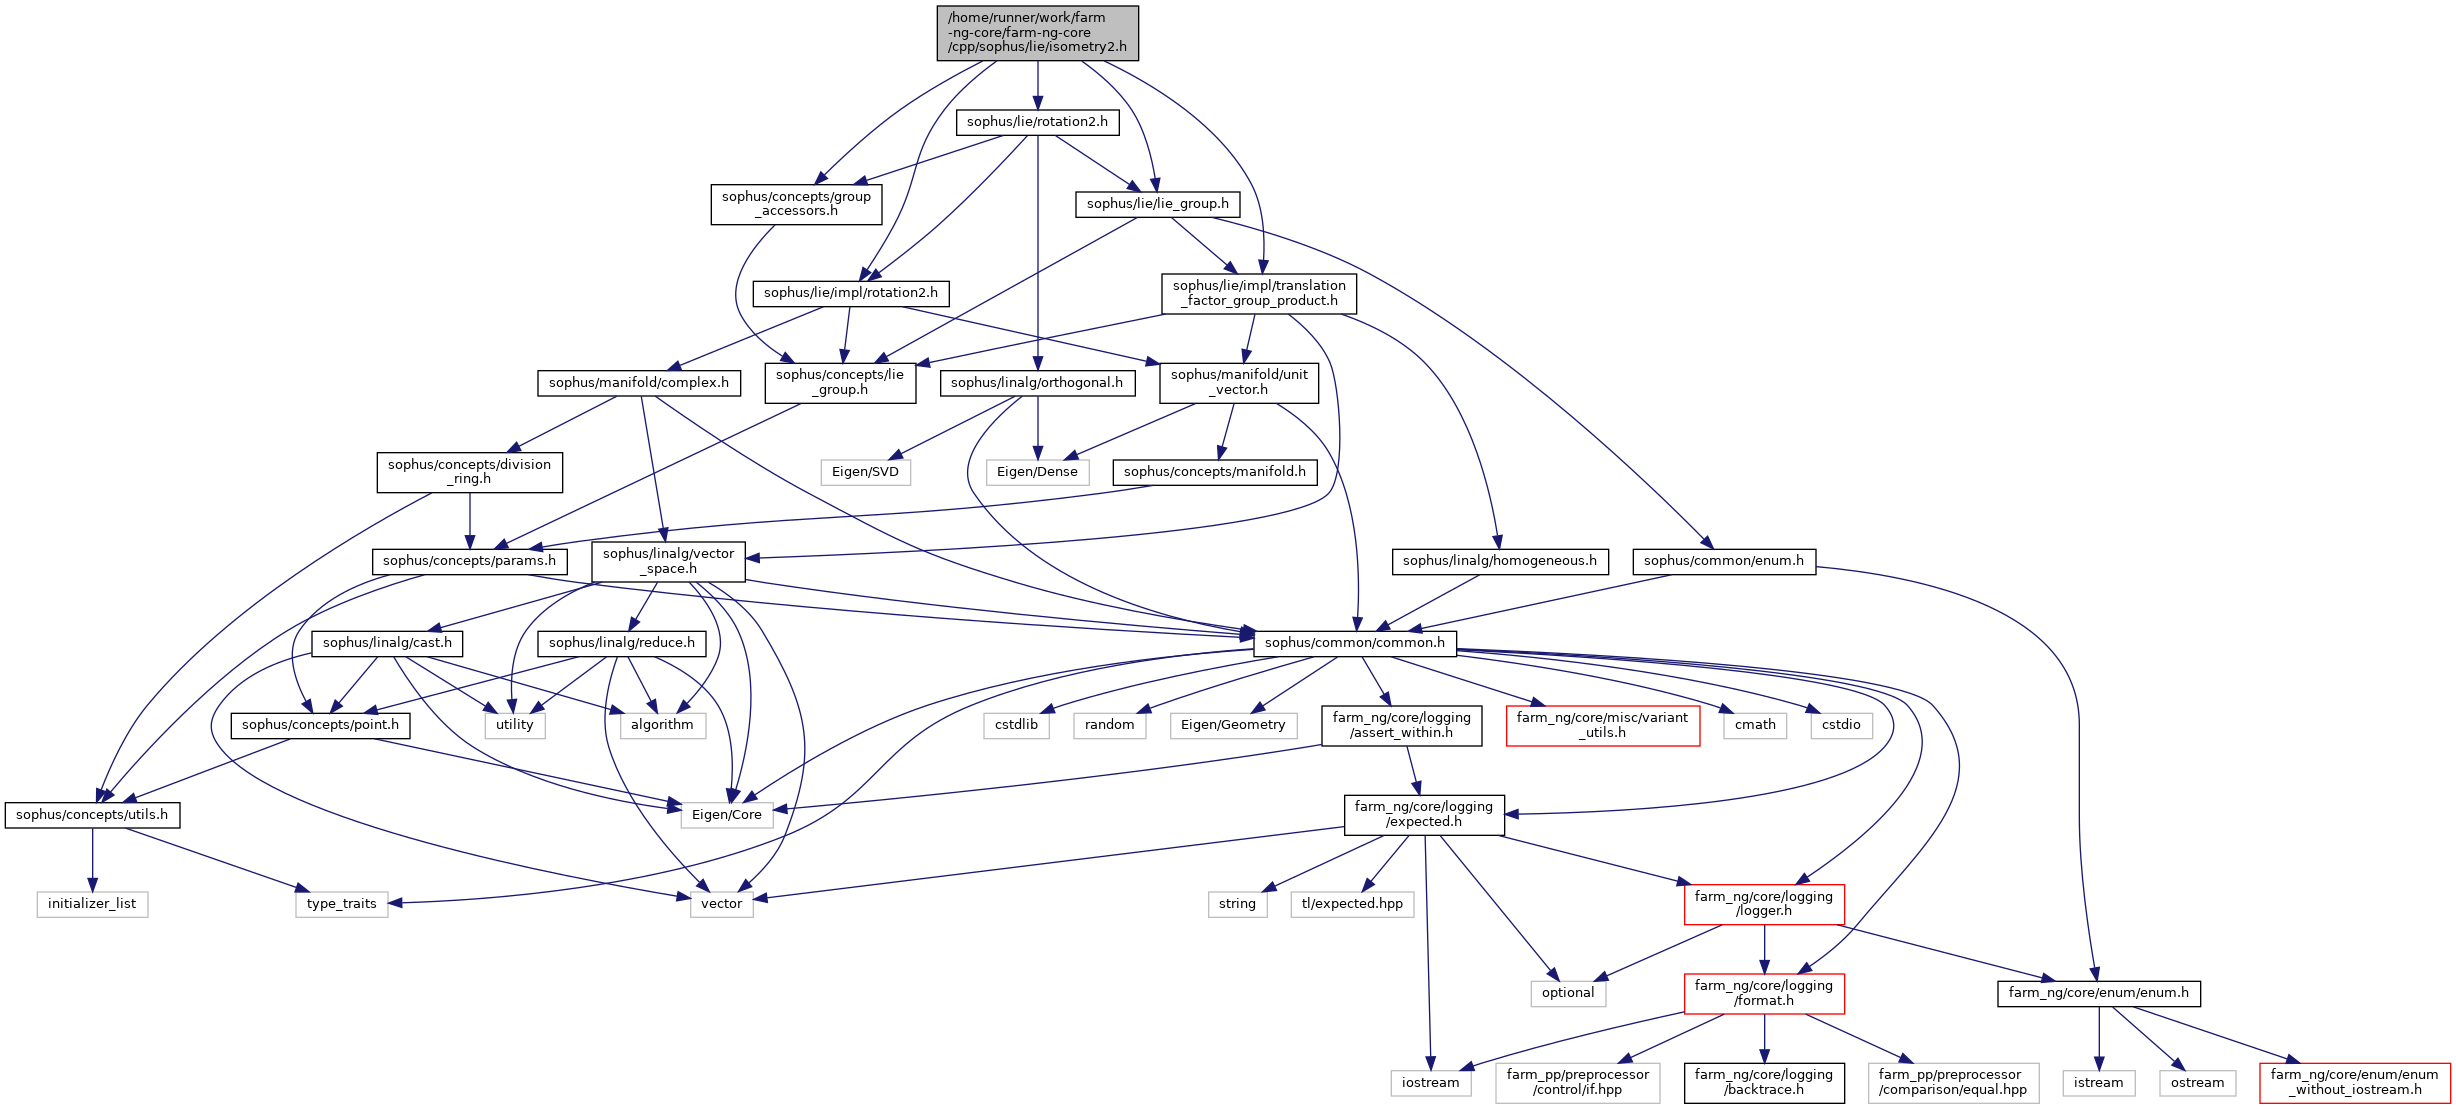 /home/runner/work/farm
-ng-core/farm-ng-core
/cpp/sophus/lie/isometry2.h
sophus/lie/rotation2.h
sophus/concepts/group
_accessors.h
sophus/lie/lie_group.h
sophus/lie/impl/rotation2.h
sophus/lie/impl/translation
_factor_group_product.h
sophus/manifold/complex.h
sophus/concepts/lie
_group.h
sophus/linalg/orthogonal.h
sophus/manifold/unit
_vector.h
sophus/concepts/division
_ring.h
Eigen/SVD
Eigen/Dense
sophus/concepts/manifold.h
sophus/concepts/params.h
sophus/linalg/vector
_space.h
sophus/linalg/homogeneous.h
sophus/common/enum.h
sophus/linalg/cast.h
sophus/linalg/reduce.h
sophus/common/common.h
sophus/concepts/point.h
utility
algorithm
cstdlib
random
Eigen/Geometry
farm_ng/core/logging
/assert_within.h
farm_ng/core/misc/variant
_utils.h
cmath
cstdio
sophus/concepts/utils.h
Eigen/Core
farm_ng/core/logging
/expected.h
initializer_list
type_traits
vector
string
tl/expected.hpp
farm_ng/core/logging
/logger.h
optional
farm_ng/core/logging
/format.h
farm_ng/core/enum/enum.h
iostream
farm_pp/preprocessor
/control/if.hpp
farm_ng/core/logging
/backtrace.h
farm_pp/preprocessor
/comparison/equal.hpp
istream
ostream
farm_ng/core/enum/enum
_without_iostream.h